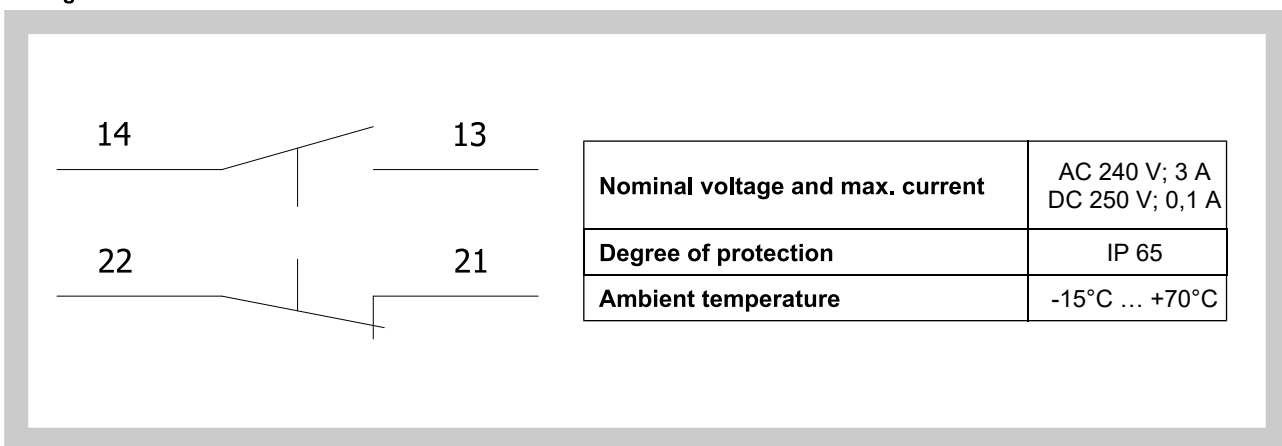 14
13
22
21
Nominal voltage and max. current
AC 240 V; 3 A
DC 250 V; 0,1 A
Degree of protection
IP 65
Ambient temperature
-15°C … +70°C